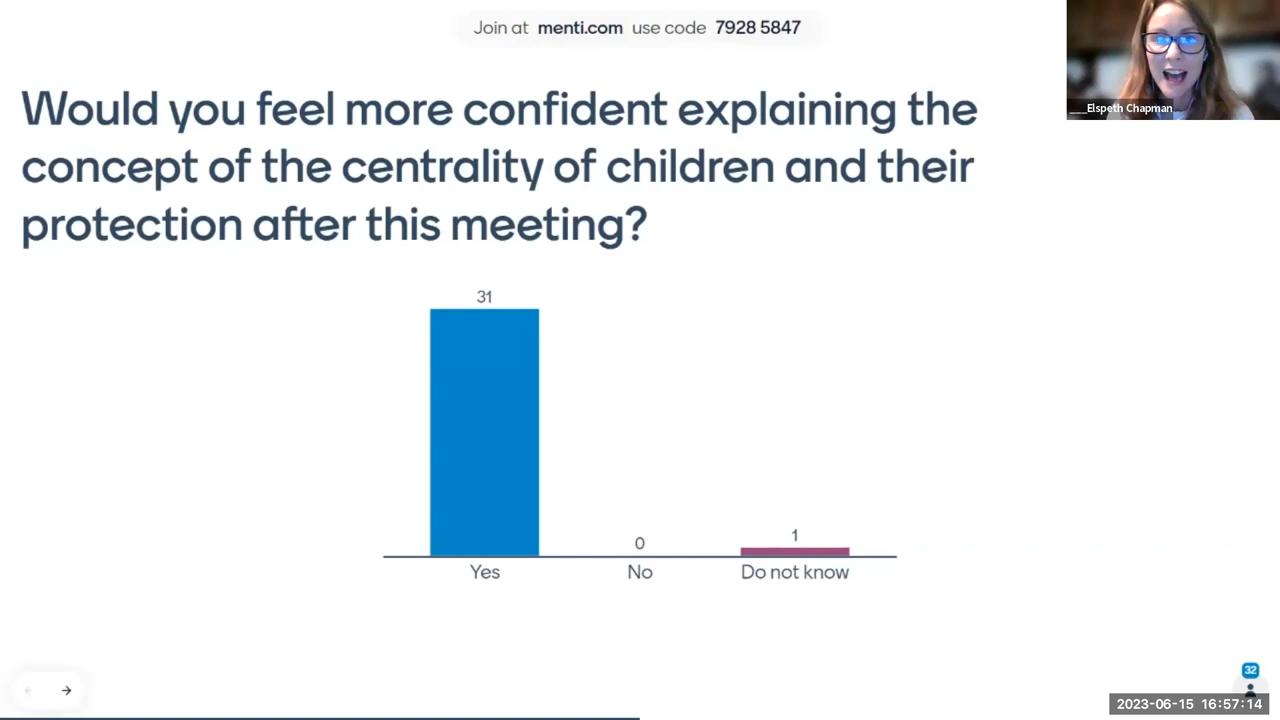 Join at menti.com use code 7928 5847
___Elspeth Chapman
Would you feel more confident explaining the
concept of the centrality of children and their
protection after this meeting?
31
0
1
Yes
No
Do not know
32
2023-06-15 16:57:14